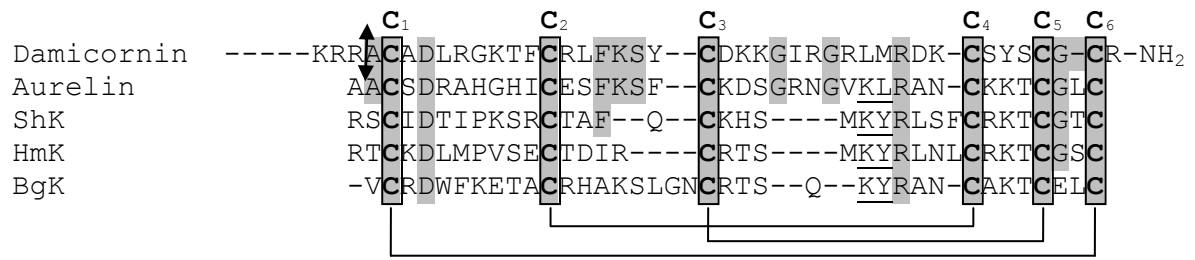 C₁ C₂ C₃ C₄ C₅ C₆
Damicornin -----KRRACADLRGKTFCRLFKSY--CDKKGIRGRLMRDK-CSYSCG-CR-NH₂
Aurelin AACSDRAHGHICESFKSF--CKDSGRNGVKLRAN-CKKTCGLC
ShK RSCIDTIPKSRCTAF--Q--CKHS----MKYRLSFCRKTCGTC
HmK RTCKDLMPVSECTDIR----CRTS----MKYRLNLCRKTCGSC
BgK -VCRDWFKETACRHAKSLGNCRTS--Q--KYRAN-CAKTCELC